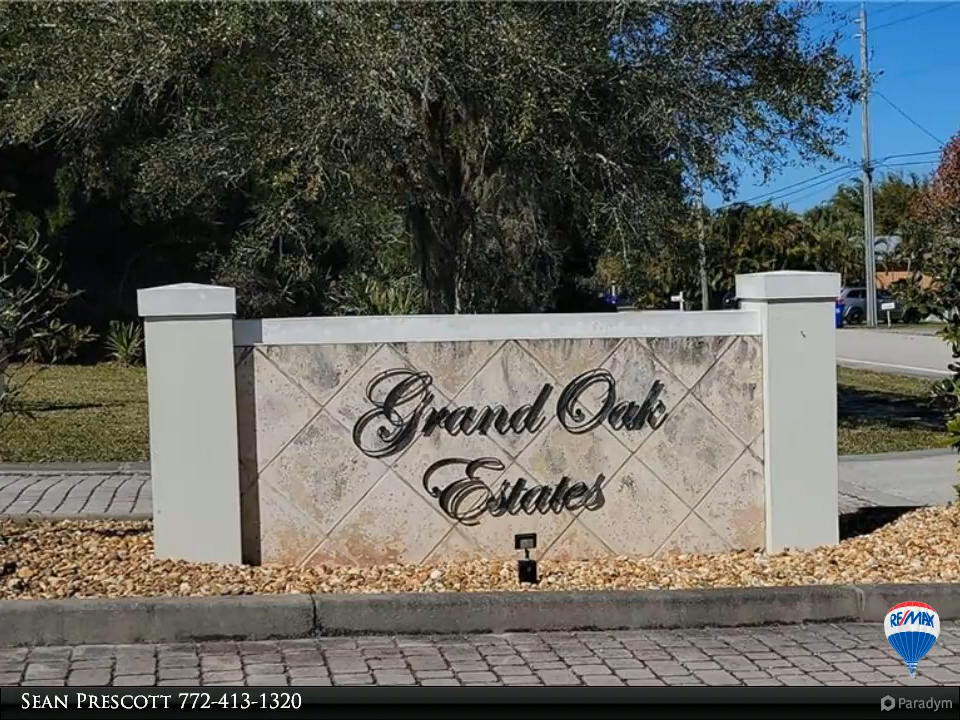 Grand Oak
Estates
RE/MAX
Sean Prescott 772-413-1320
Paradym